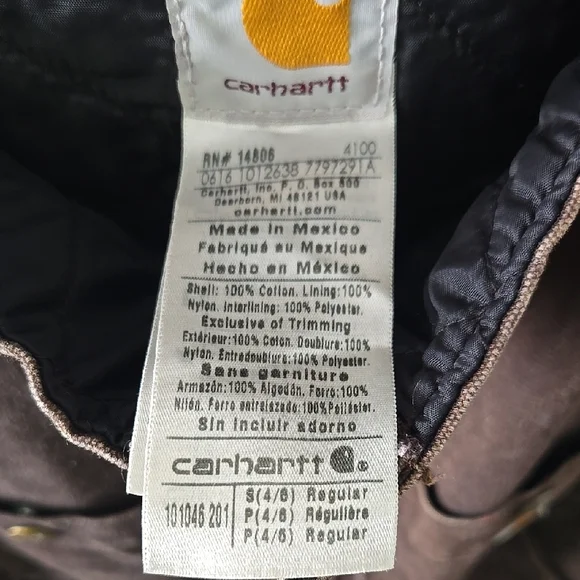 carhartt
RN# 14806 4100
0616 1012638 7797291A
Carhartt, Inc. P. O. Box 600
Dearborn, MI 48121 USA
carhartt.com
Made in Mexico
Fabriqué au Mexique
Hecho en México
Shell: 100% Cotton. Lining:100%
Nylon. Interlining: 100% Polyester.
Exclusive of Trimming
Extérieur:100% Coton. Doublure:100%
Nylon. Entredoublure:100% Polyester.
Sans garniture
Armazón:100% Algodón. Forro:100%
Nilón. Forro entrelazado:100%Poliéster.
Sin incluir adorno
carhartt ®
101046 201
S(4/6) Regular
P(4/6) Régulière
P(4/6) Regular